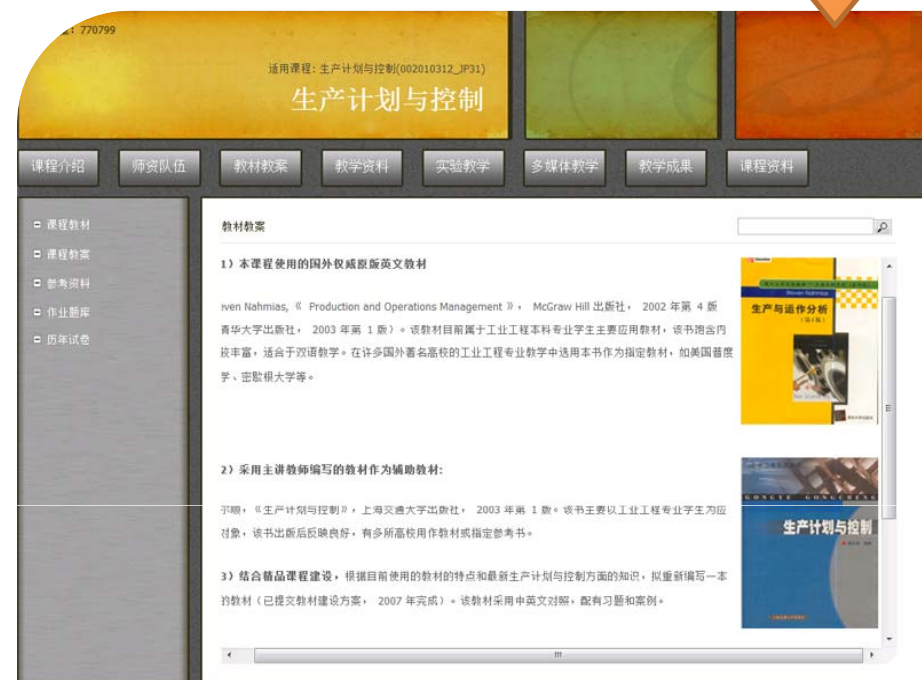 : 770799
适用课程: 生产计划与控制(002010312_JP31)
生产计划与控制
课程介绍 师资队伍 教材教案 教学资料 实验教学 多媒体教学 教学成果 课程资料
课程教材
课程教案
参考资料
作业题库
历年试卷
教材教案
1）本课程使用的国外权威原版英文教材
ven Nahmias, 《 Production and Operations Management 》， McGraw Hill 出版社， 2002 年第 4 版
清华大学出版社， 2003 年第 1 版）。该教材目前属于工业工程本科专业学生主要应用教材，该书饱含内
较丰富，适合于双语教学。在许多国外著名高校的工业工程专业教学中选用本书作为指定教材，如美国普度
学、密歇根大学等。
Steven Nahmias
生产与运作分析
（第4版）
2）采用主讲教师编写的教材作为辅助教材:
《生产计划与控制》，上海交通大学出版社， 2003 年第 1 版。该书主要以工业工程专业学生为应
对象，该书出版后反映良好，有多所高校用作教材或指定参考书。
GONGYE GONGCHENG
生产计划与控制
3）结合精品课程建设，根据目前使用的教材的特点和最新生产计划与控制方面的知识，拟重新编写一本
的教材（已提交教材建设方案， 2007 年完成）。该教材采用中英文对照，配有习题和案例。